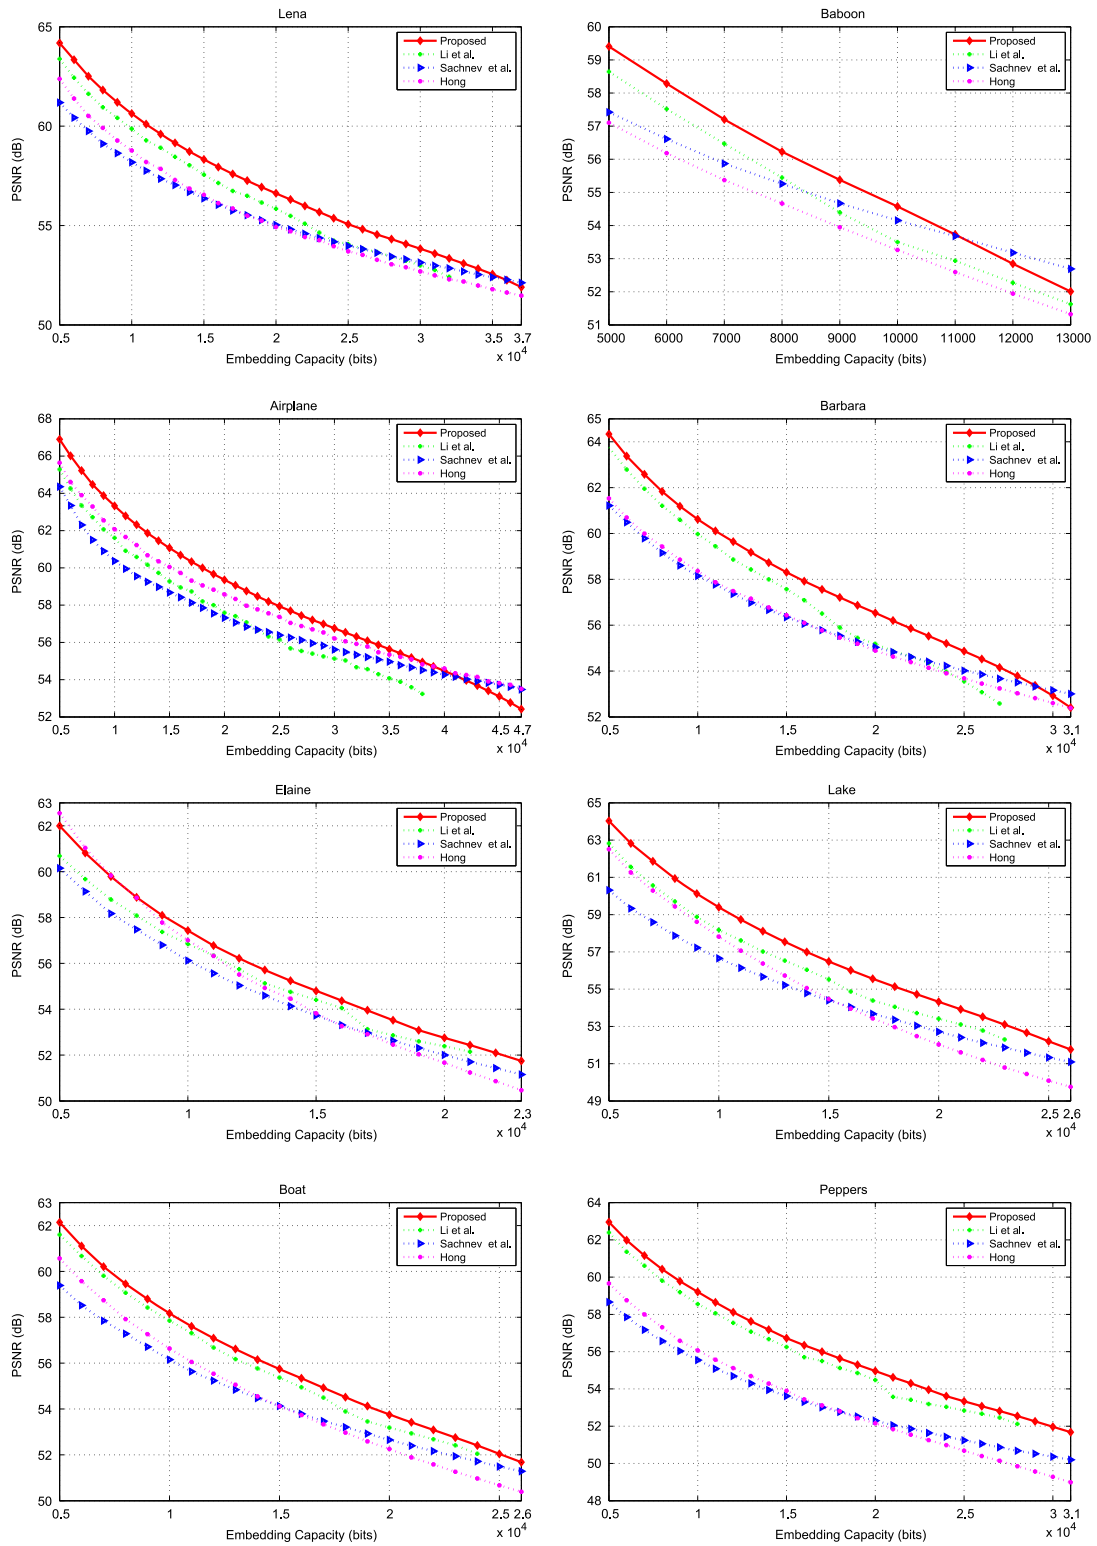 Lena
65
60
55
50
PSNR (dB)
Proposed
Li et al.
Sachnev et al.
Hong
0.5 1 1.5 2 2.5 3 3.7
x 10^4
Embedding Capacity (bits)
Baboon
60
59
58
57
56
55
54
53
52
51
PSNR (dB)
Proposed
Li et al.
Sachnev et al.
Hong
5000 6000 7000 8000 9000 10000 11000 12000 13000
Embedding Capacity (bits)
Airplane
68
66
64
62
60
58
56
54
52
PSNR (dB)
Proposed
Li et al.
Sachnev et al.
Hong
0.5 1 1.5 2 2.5 3 3.5 4 4.5 4.7
x 10^4
Embedding Capacity (bits)
Barbara
65
64
62
60
58
56
54
52
PSNR (dB)
Proposed
Li et al.
Sachnev et al.
Hong
0.5 1 1.5 2 2.5 3 3.1
x 10^4
Embedding Capacity (bits)
Elaine
63
62
60
58
56
54
52
50
PSNR (dB)
Proposed
Li et al.
Sachnev et al.
Hong
0.5 1 1.5 2 2.3
x 10^4
Embedding Capacity (bits)
Lake
65
63
61
59
57
55
53
51
49
PSNR (dB)
Proposed
Li et al.
Sachnev et al.
Hong
0.5 1 1.5 2 2.5 2.6
x 10^4
Embedding Capacity (bits)
Boat
63
62
60
58
56
54
52
50
PSNR (dB)
Proposed
Li et al.
Sachnev et al.
Hong
0.5 1 1.5 2 2.5 2.6
x 10^4
Embedding Capacity (bits)
Peppers
64
62
60
58
56
54
52
50
48
PSNR (dB)
Proposed
Li et al.
Sachnev et al.
Hong
0.5 1 1.5 2 2.5 3 3.1
x 10^4
Embedding Capacity (bits)